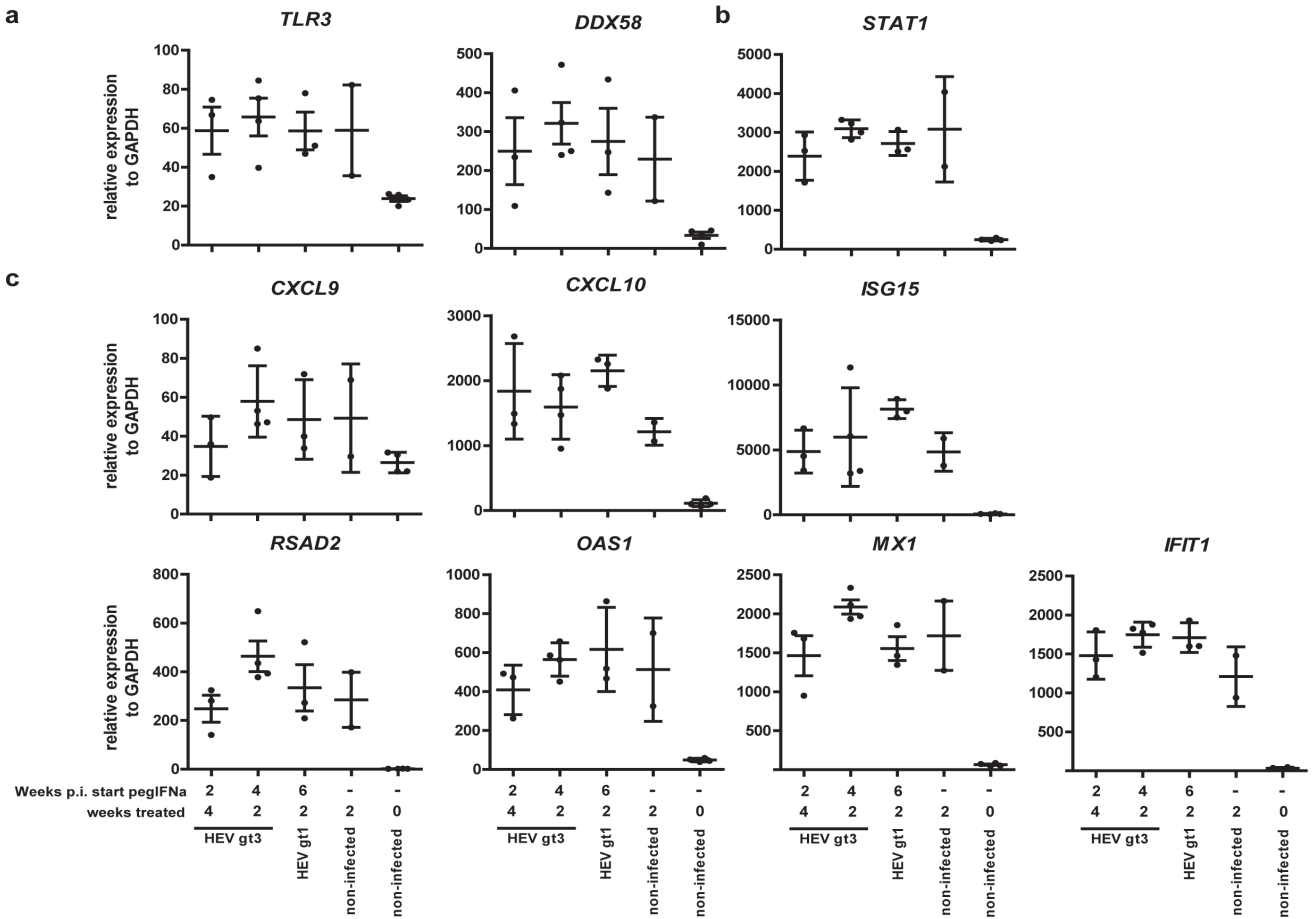 a
TLR3
DDX58
b
STAT1
relative expression
to GAPDH
100
80
60
40
20
0
500
400
300
200
100
0
5000
4000
3000
2000
1000
0
c
CXCL9
CXCL10
ISG15
relative expression
to GAPDH
100
80
60
40
20
0
3000
2000
1000
0
15000
10000
5000
0
RSAD2
OAS1
MX1
IFIT1
relative expression
to GAPDH
800
600
400
200
0
1000
800
600
400
200
0
2500
2000
1500
1000
500
2500
2000
1500
1000
500
Weeks p.i. start pegIFNa
2 4 6 - -
2 4 6 - -
2 4 6 - -
2 4 6 - -
weeks treated
4 2 2 2 0
4 2 2 2 0
4 2 2 2 0
4 2 2 2 0
HEV gt3
HEV gt1
non-infected
non-infected
HEV gt3
HEV gt1
non-infected
non-infected
HEV gt3
HEV gt1
non-infected
non-infected
HEV gt3
HEV gt1
non-infected
non-infected